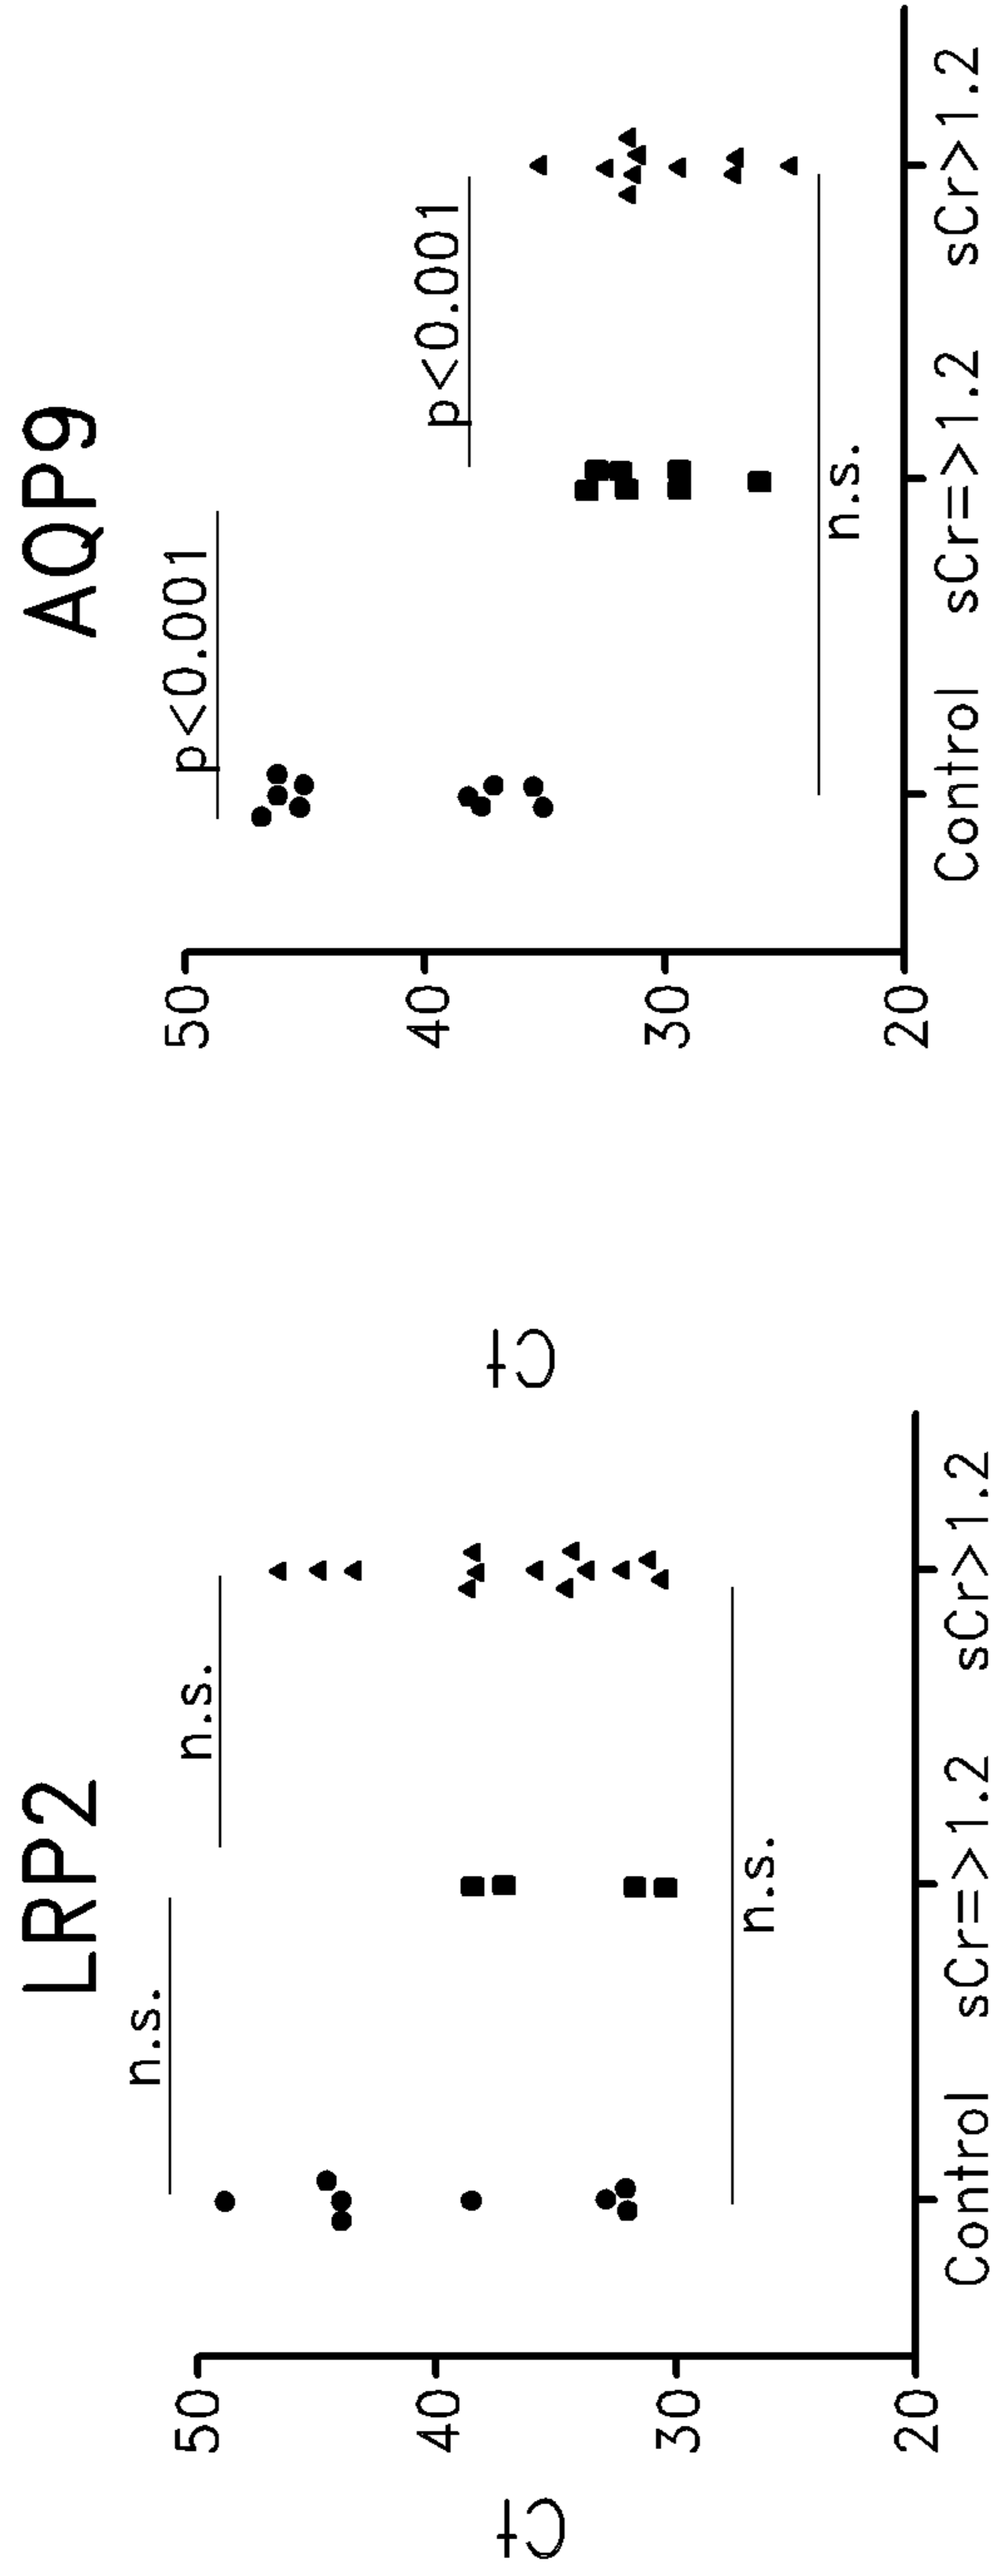 LRP2
n.s.
n.s.
50
40
30
20
Ct
n.s.
Control sCr=>1.2 sCr>1.2
AQP9
p<0.001
p<0.001
50
40
30
20
Ct
n.s.
Control sCr=>1.2 sCr>1.2